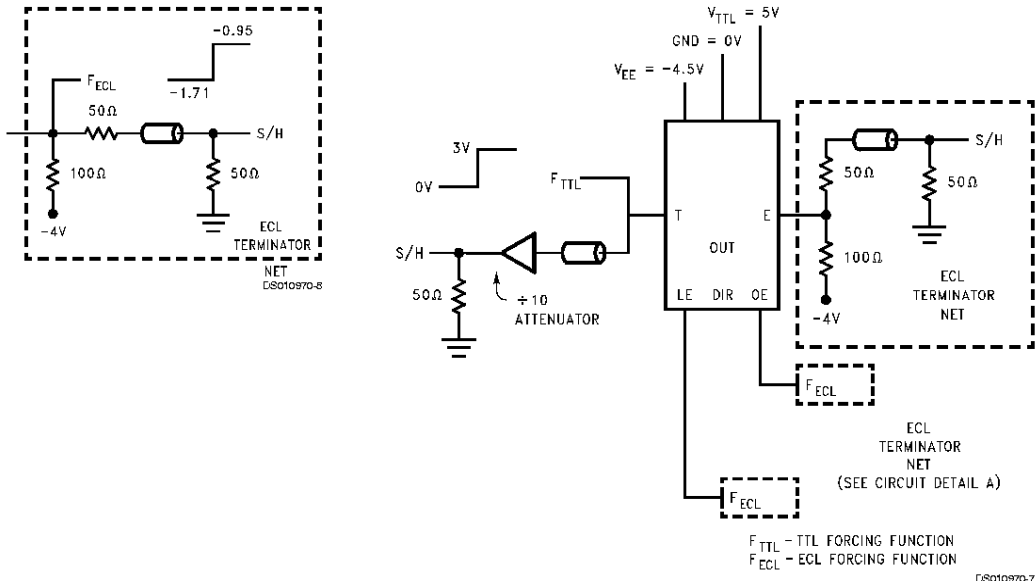 -0.95
F_ECL
-1.71
50Ω
S/H
100Ω
50Ω
-4V
ECL
TERMINATOR
NET
DS010970-8
V_TTL = 5V
GND = 0V
V_EE = -4.5V
3V
0V
F_TTL
S/H
50Ω
÷10
ATTENUATOR
T
E
OUT
LE DIR OE
S/H
50Ω
50Ω
100Ω
-4V
ECL
TERMINATOR
NET
F_ECL
ECL
TERMINATOR
NET
(SEE CIRCUIT DETAIL A)
F_ECL
F_TTL - TTL FORCING FUNCTION
F_ECL - ECL FORCING FUNCTION
DS010970-7